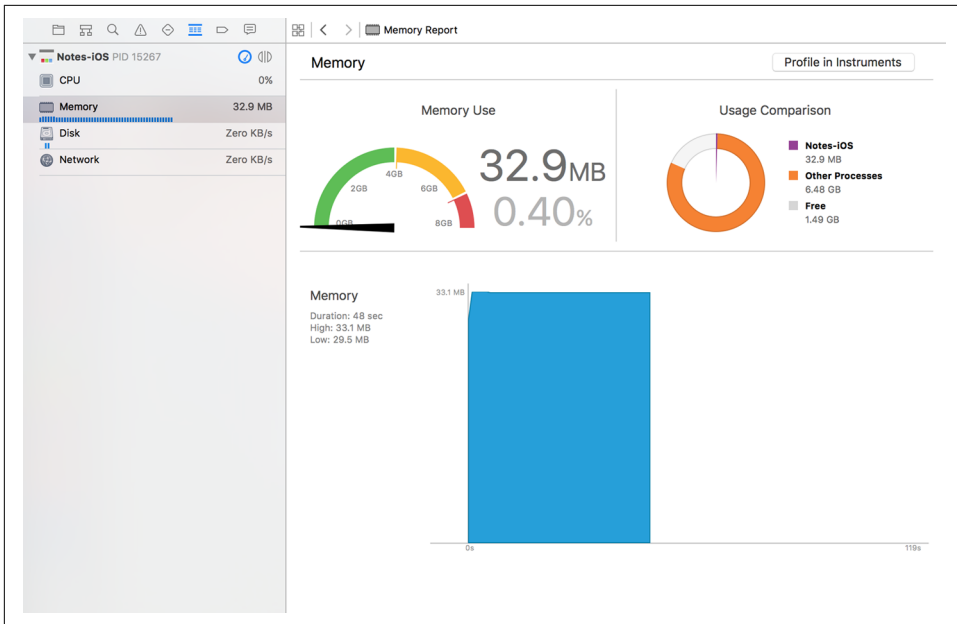 Memory Report
Notes-iOS PID 15267
CPU 0%
Memory 32.9 MB
Disk Zero KB/s
Network Zero KB/s
Memory
Profile in Instruments
Memory Use
0GB
2GB
4GB
6GB
8GB
32.9MB
0.40%
Usage Comparison
Notes-iOS
32.9 MB
Other Processes
6.48 GB
Free
1.49 GB
Memory
Duration: 48 sec
High: 33.1 MB
Low: 29.5 MB
33.1 MB
0s
119s